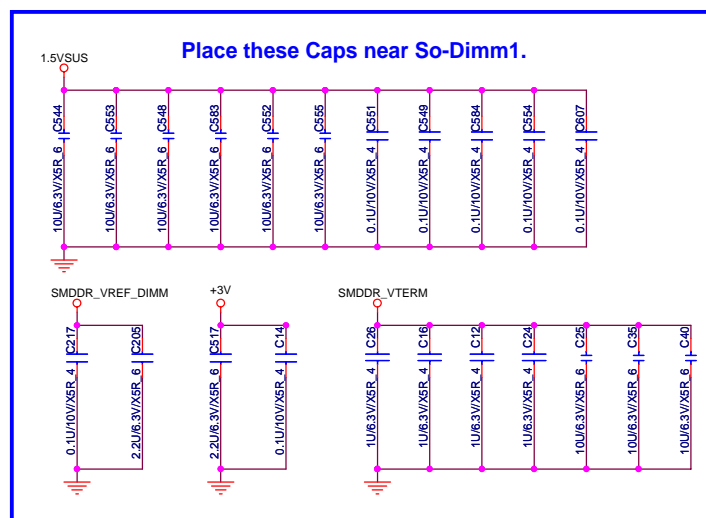 Place these Caps near So-Dimm1.
1.5VSUS
C544
10U/6.3V/X5R_6
C553
10U/6.3V/X5R_6
C548
10U/6.3V/X5R_6
C583
10U/6.3V/X5R_6
C552
10U/6.3V/X5R_6
C555
10U/6.3V/X5R_6
C551
0.1U/10V/X5R_4
C549
0.1U/10V/X5R_4
C584
0.1U/10V/X5R_4
C554
0.1U/10V/X5R_4
C607
0.1U/10V/X5R_4
SMDDR_VREF_DIMM
C217
0.1U/10V/X5R_4
C205
2.2U/6.3V/X5R_6
+3V
C517
2.2U/6.3V/X5R_6
C14
0.1U/10V/X5R_4
SMDDR_VTERM
C26
1U/6.3V/X5R_4
C16
1U/6.3V/X5R_4
C12
1U/6.3V/X5R_4
C24
1U/6.3V/X5R_4
C25
10U/6.3V/X5R_6
C35
10U/6.3V/X5R_6
C40
10U/6.3V/X5R_6